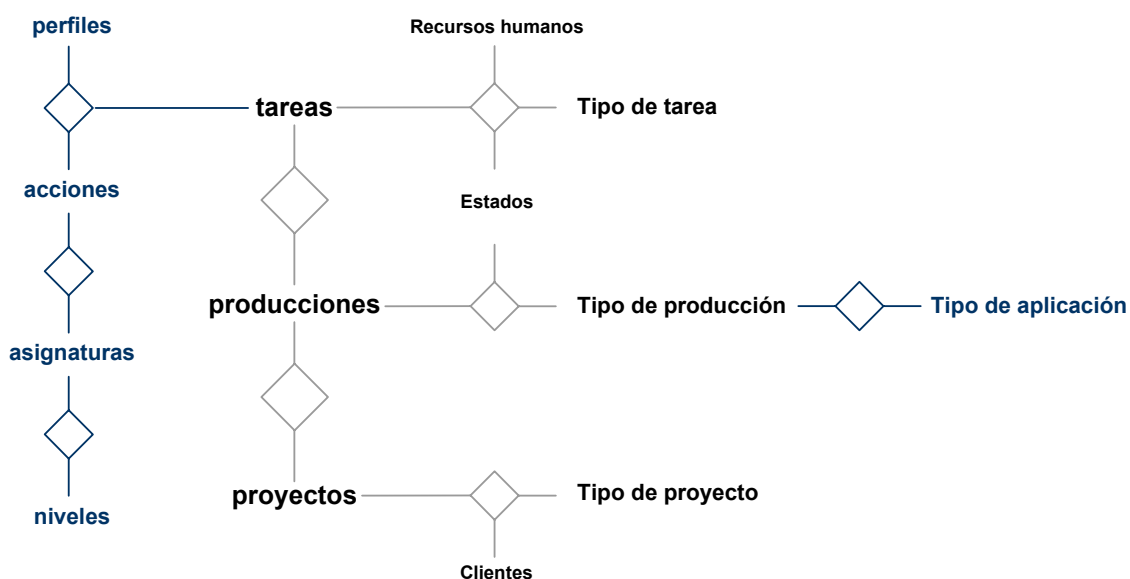 perfiles
Recursos humanos
tareas
Tipo de tarea
acciones
Estados
producciones
Tipo de producción
Tipo de aplicación
asignaturas
proyectos
Tipo de proyecto
niveles
Clientes